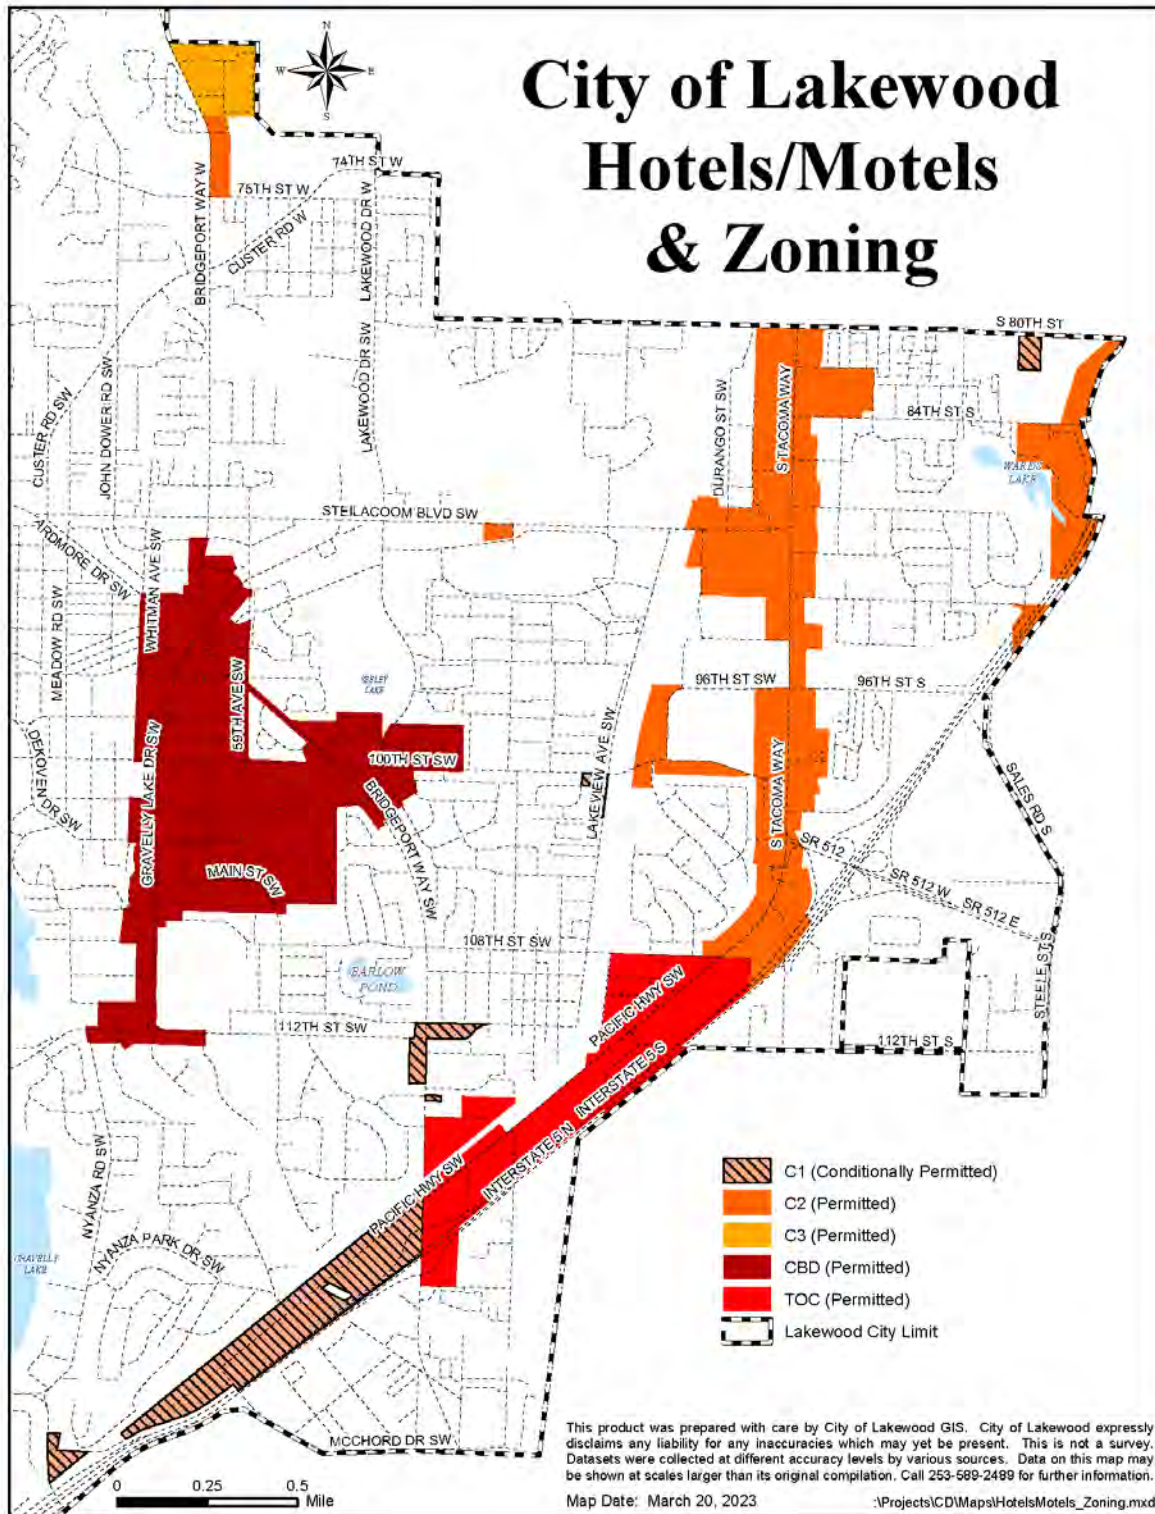 City of Lakewood
Hotels/Motels
& Zoning
N
W
E
S
74TH ST W
75TH ST W
BRIDGEPORT WAY W
CUSTER RD W
LAKEWOOD DR W
S 80TH ST
LAKEWOOD DR SW
JOHN DOWER RD SW
CUSTER RD SW
DURANGO ST SW
S TACOMA WAY
84TH ST S
WARDS
LAKE
STEILACOOM BLVD SW
ARDMORE DR SW
WHITMAN AVE SW
MEADOW RD SW
SEELEY
LAKE
59TH AVE SW
96TH ST SW
96TH ST S
DEKOVEN DR SW
GRAVELLY LAKE DR SW
100TH ST SW
LAKEVIEW AVE SW
BRIDGEPORT WAY SW
S TACOMA WAY
SALES RD S
SR 512
SR 512 W
SR 512 E
MAIN ST SW
108TH ST SW
BARLOW
POND
STEELE ST S
PACIFIC HWY SW
112TH ST SW
112TH ST S
INTERSTATE 5 S
INTERSTATE 5 N
NYANZA RD SW
PACIFIC HWY SW
NYANZA PARK DR SW
GRAVELLY
LAKE
MCCHORD DR SW
C1 (Conditionally Permitted)
C2 (Permitted)
C3 (Permitted)
CBD (Permitted)
TOC (Permitted)
Lakewood City Limit
0 0.25 0.5
Mile
This product was prepared with care by City of Lakewood GIS. City of Lakewood expressly
disclaims any liability for any inaccuracies which may yet be present. This is not a survey.
Datasets were collected at different accuracy levels by various sources. Data on this map may
be shown at scales larger than its original compilation. Call 253-589-2489 for further information.
Map Date: March 20, 2023
:\Projects\CD\Maps\HotelsMotels_Zoning.mxd